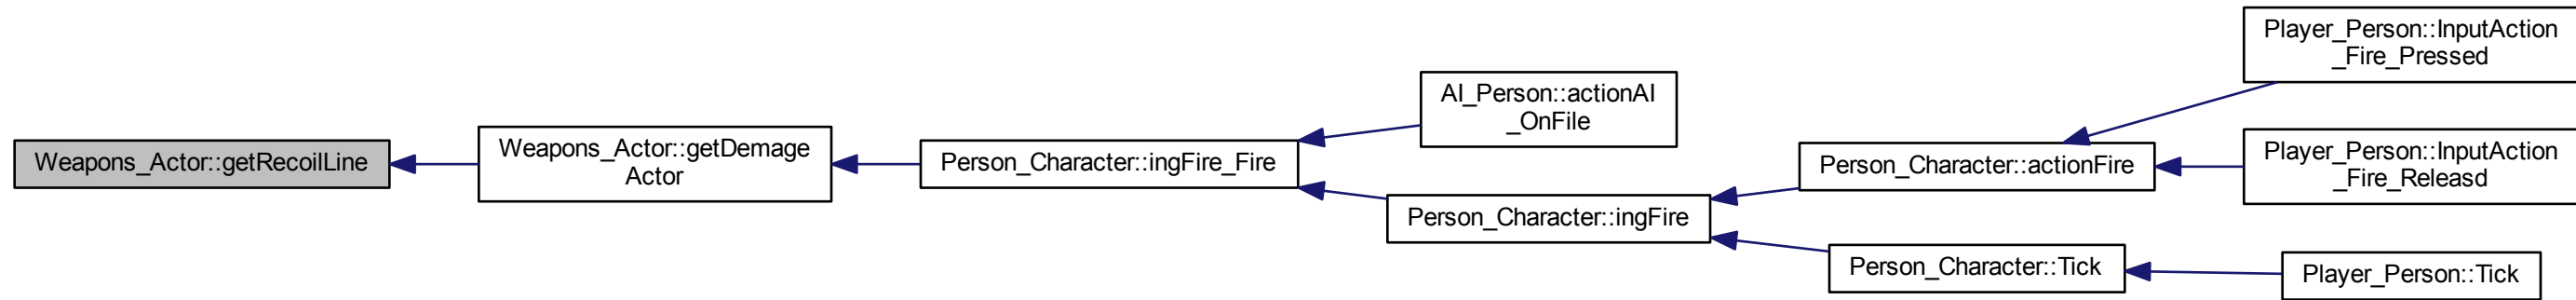 Weapons_Actor::getRecoilLine
Weapons_Actor::getDemage
Actor
Person_Character::ingFire_Fire
AI_Person::actionAI
_OnFile
Person_Character::ingFire
Person_Character::actionFire
Person_Character::Tick
Player_Person::InputAction
_Fire_Pressed
Player_Person::InputAction
_Fire_Releasd
Player_Person::Tick